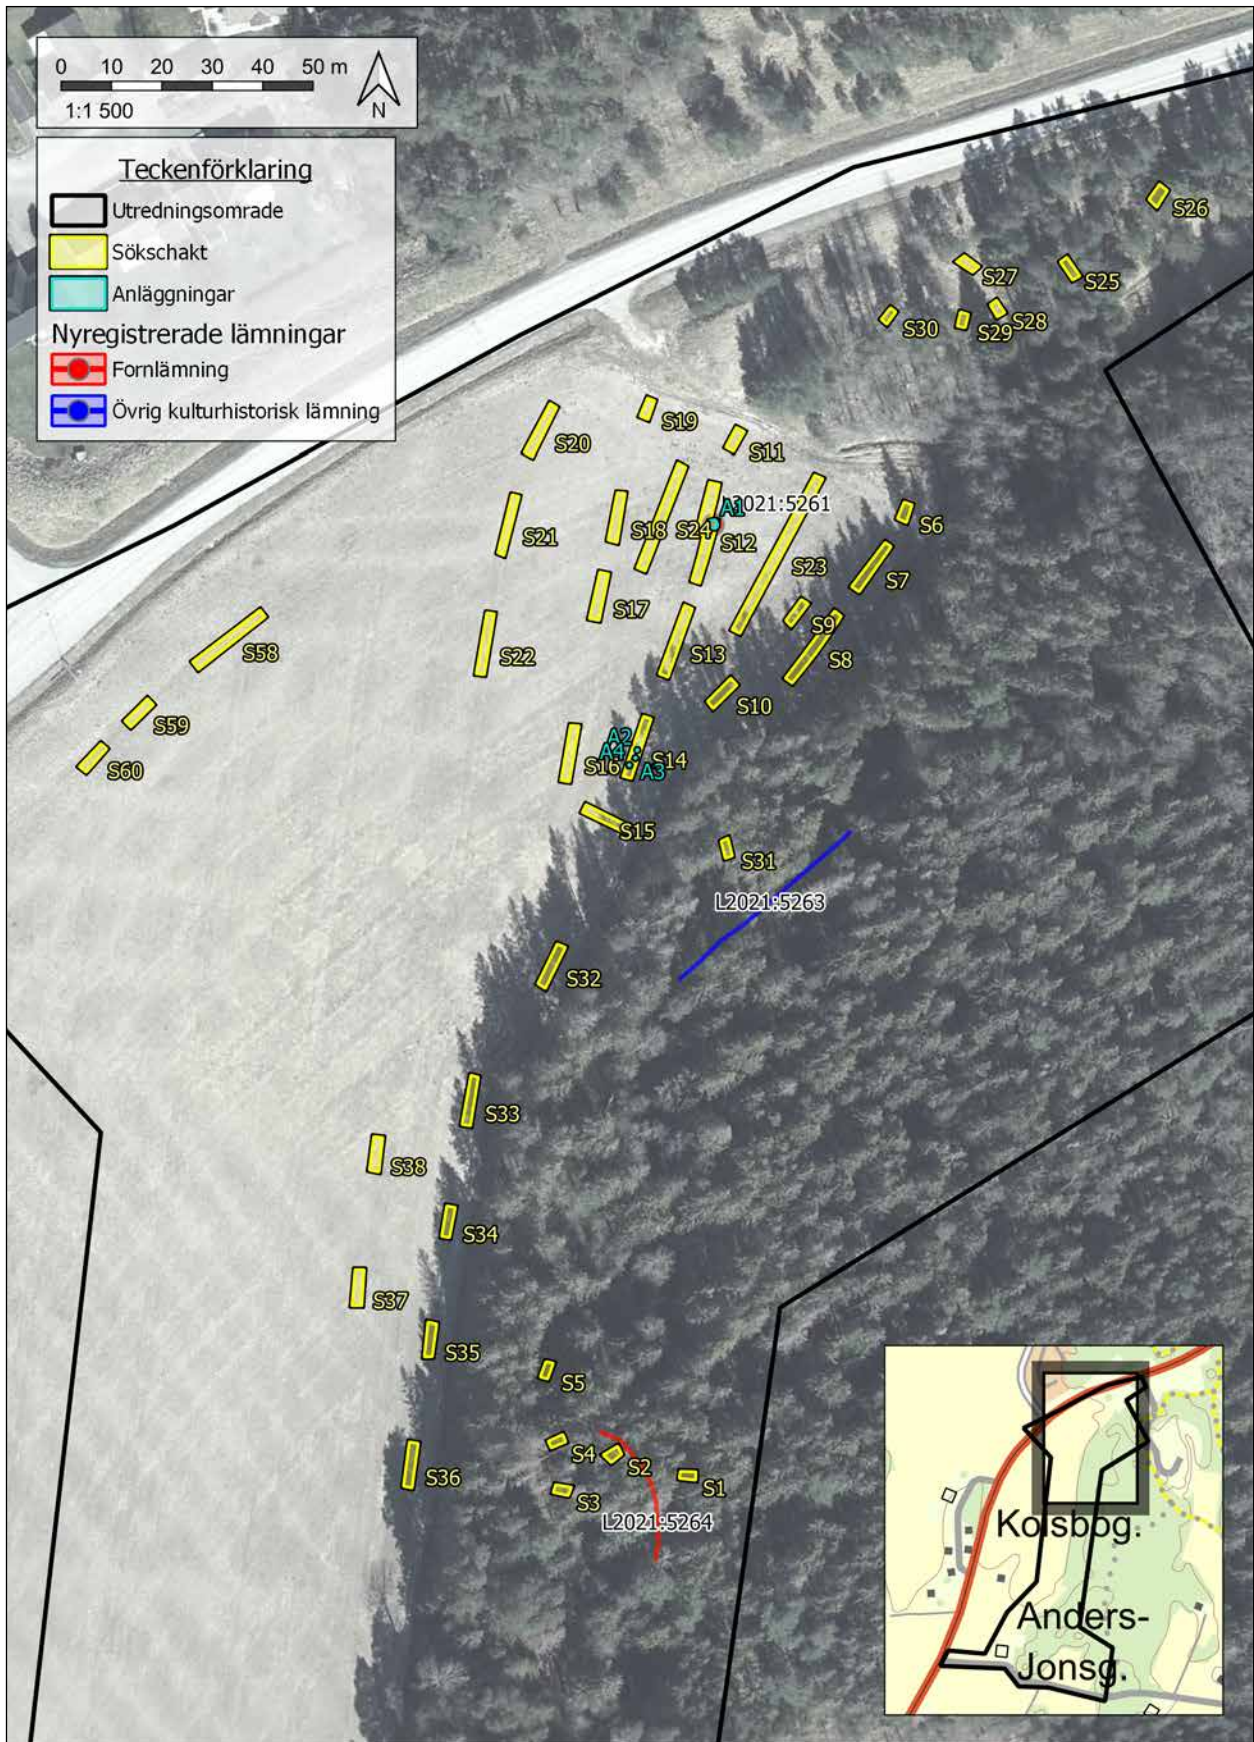 0 10 20 30 40 50 m
1:1 500
N
Teckenförklaring
Utredningsomrade
Sökschakt
Anläggningar
Nyregistrerade lämningar
Fornlämning
Övrig kulturhistorisk lämning
S26
S27
S25
S30
S29
S28
S19
S20
S11
L2021:5261
A1
S6
S21
S18
S24
S12
S23
S7
S17
S9
S58
S22
S13
S8
S10
S59
A2
A4
S14
S16
A3
S60
S15
S31
L2021:5263
S32
S33
S38
S34
S37
S35
S5
S4
S2
S36
S1
S3
L2021:5264
Kolsbog.
Anders-
Jonsg.